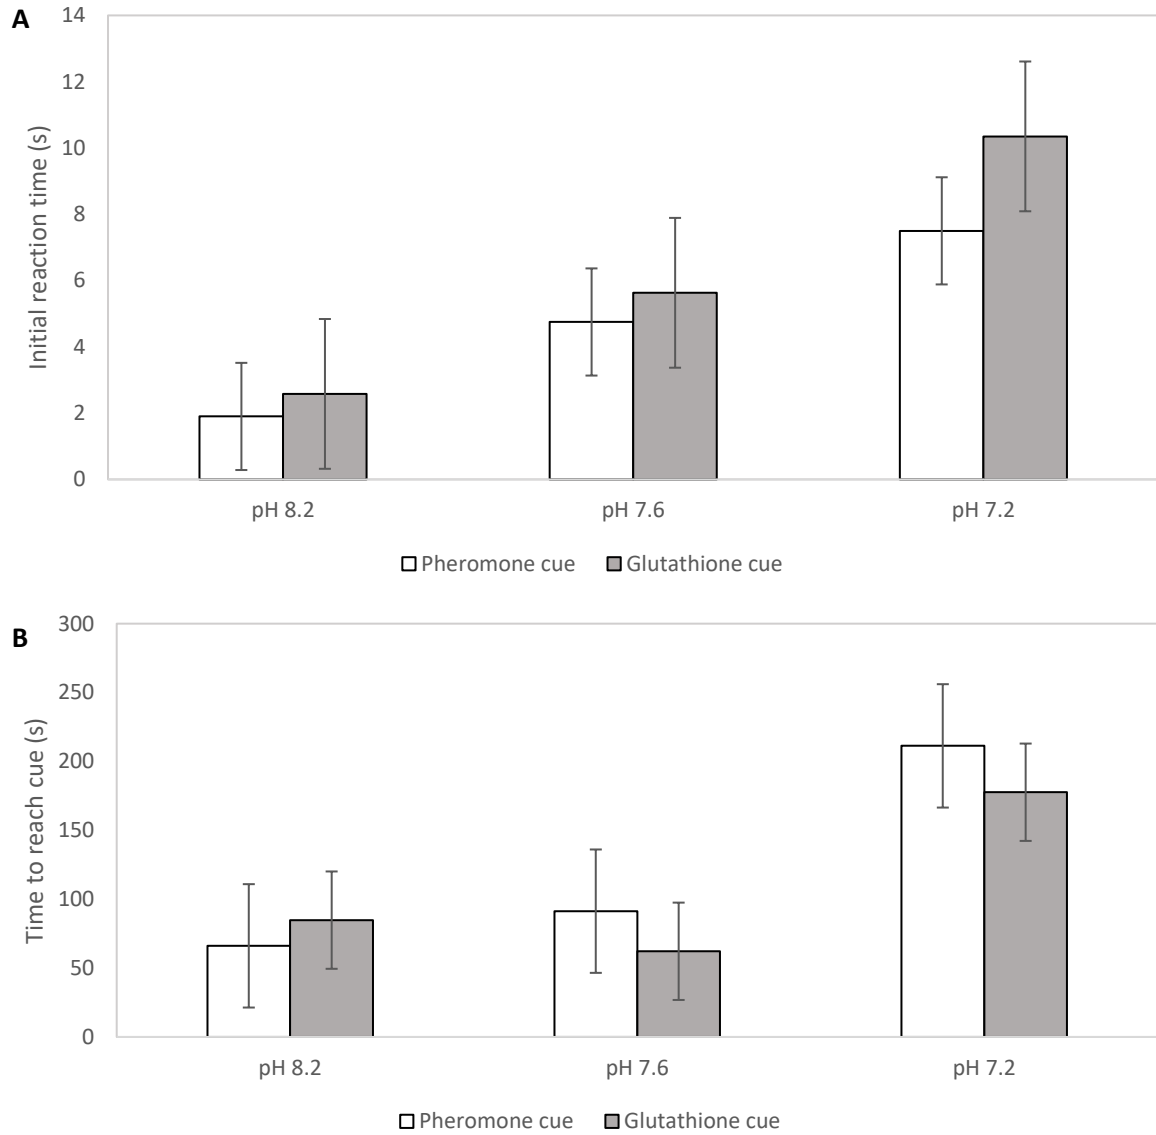 A
Initial reaction time (s)
14
12
10
8
6
4
2
0
pH 8.2 pH 7.6 pH 7.2
Pheromone cue Glutathione cue
B
Time to reach cue (s)
300
250
200
150
100
50
0
pH 8.2 pH 7.6 pH 7.2
Pheromone cue Glutathione cue